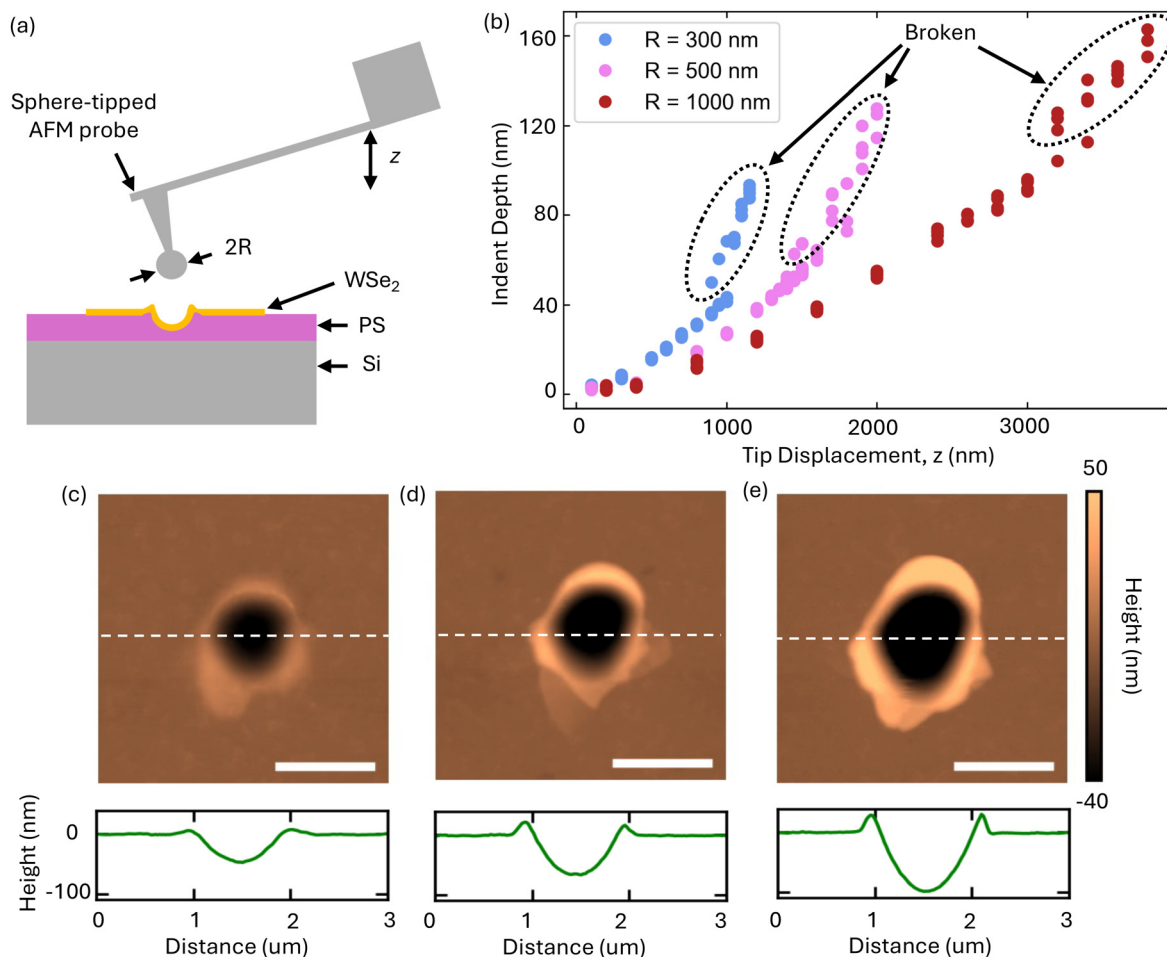 (a)
Sphere-tipped
AFM probe
z
2R
WSe₂
PS
Si
(b)
R = 300 nm
R = 500 nm
R = 1000 nm
Broken
160
120
80
40
0
Indent Depth (nm)
0 1000 2000 3000
Tip Displacement, z (nm)
(c)
(d)
(e)
50
Height (nm)
-40
Height (nm)
0
-100
0 1 2 3
Distance (um)
0 1 2 3
Distance (um)
0 1 2 3
Distance (um)